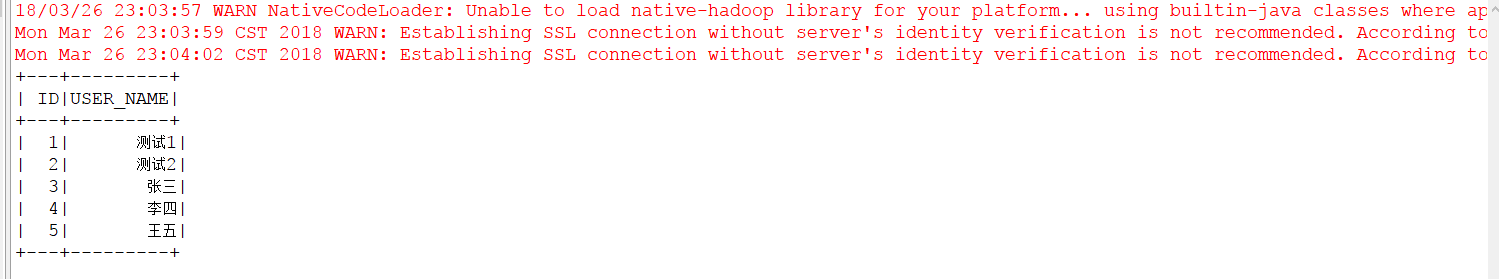 18/03/26 23:03:57 WARN NativeCodeLoader: Unable to load native-hadoop library for your platform... using builtin-java classes where ap
Mon Mar 26 23:03:59 CST 2018 WARN: Establishing SSL connection without server's identity verification is not recommended. According to
Mon Mar 26 23:04:02 CST 2018 WARN: Establishing SSL connection without server's identity verification is not recommended. According to
+---+---------+
| ID|USER_NAME|
+---+---------+
|  1|      测试1|
|  2|      测试2|
|  3|       张三|
|  4|       李四|
|  5|       王五|
+---+---------+